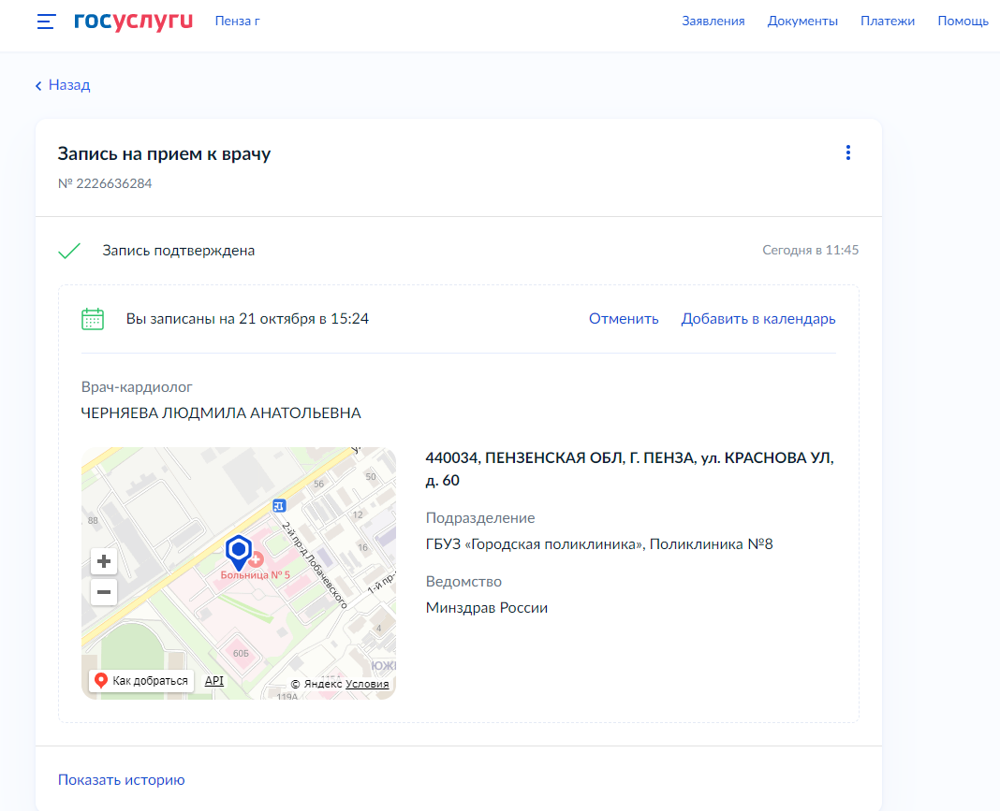 госуслуги Пенза г Заявления Документы Платежи Помощь
Назад
Запись на прием к врачу
№ 2226636284
Запись подтверждена Сегодня в 11:45
Вы записаны на 21 октября в 15:24 Отменить Добавить в календарь
Врач-кардиолог
ЧЕРНЯЕВА ЛЮДМИЛА АНАТОЛЬЕВНА
440034, ПЕНЗЕНСКАЯ ОБЛ, Г. ПЕНЗА, ул. КРАСНОВА УЛ,
д. 60
Подразделение
ГБУЗ «Городская поликлиника», Поликлиника №8
Ведомство
Минздрав России
50
56
12
88
16
2-й пр-д Лобачевского
1-й пр-
Больница № 5
4
60Б
ЮЖ
115А
119А
Как добраться API © Яндекс Условия
Показать историю